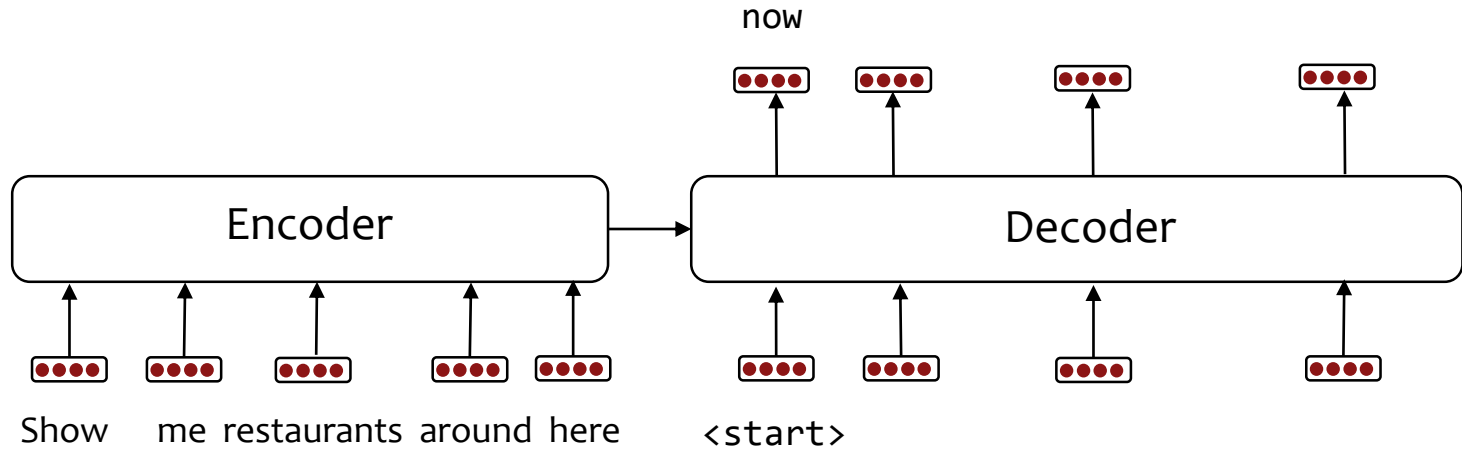 now
Encoder
Decoder
Show me restaurants around here
<start>